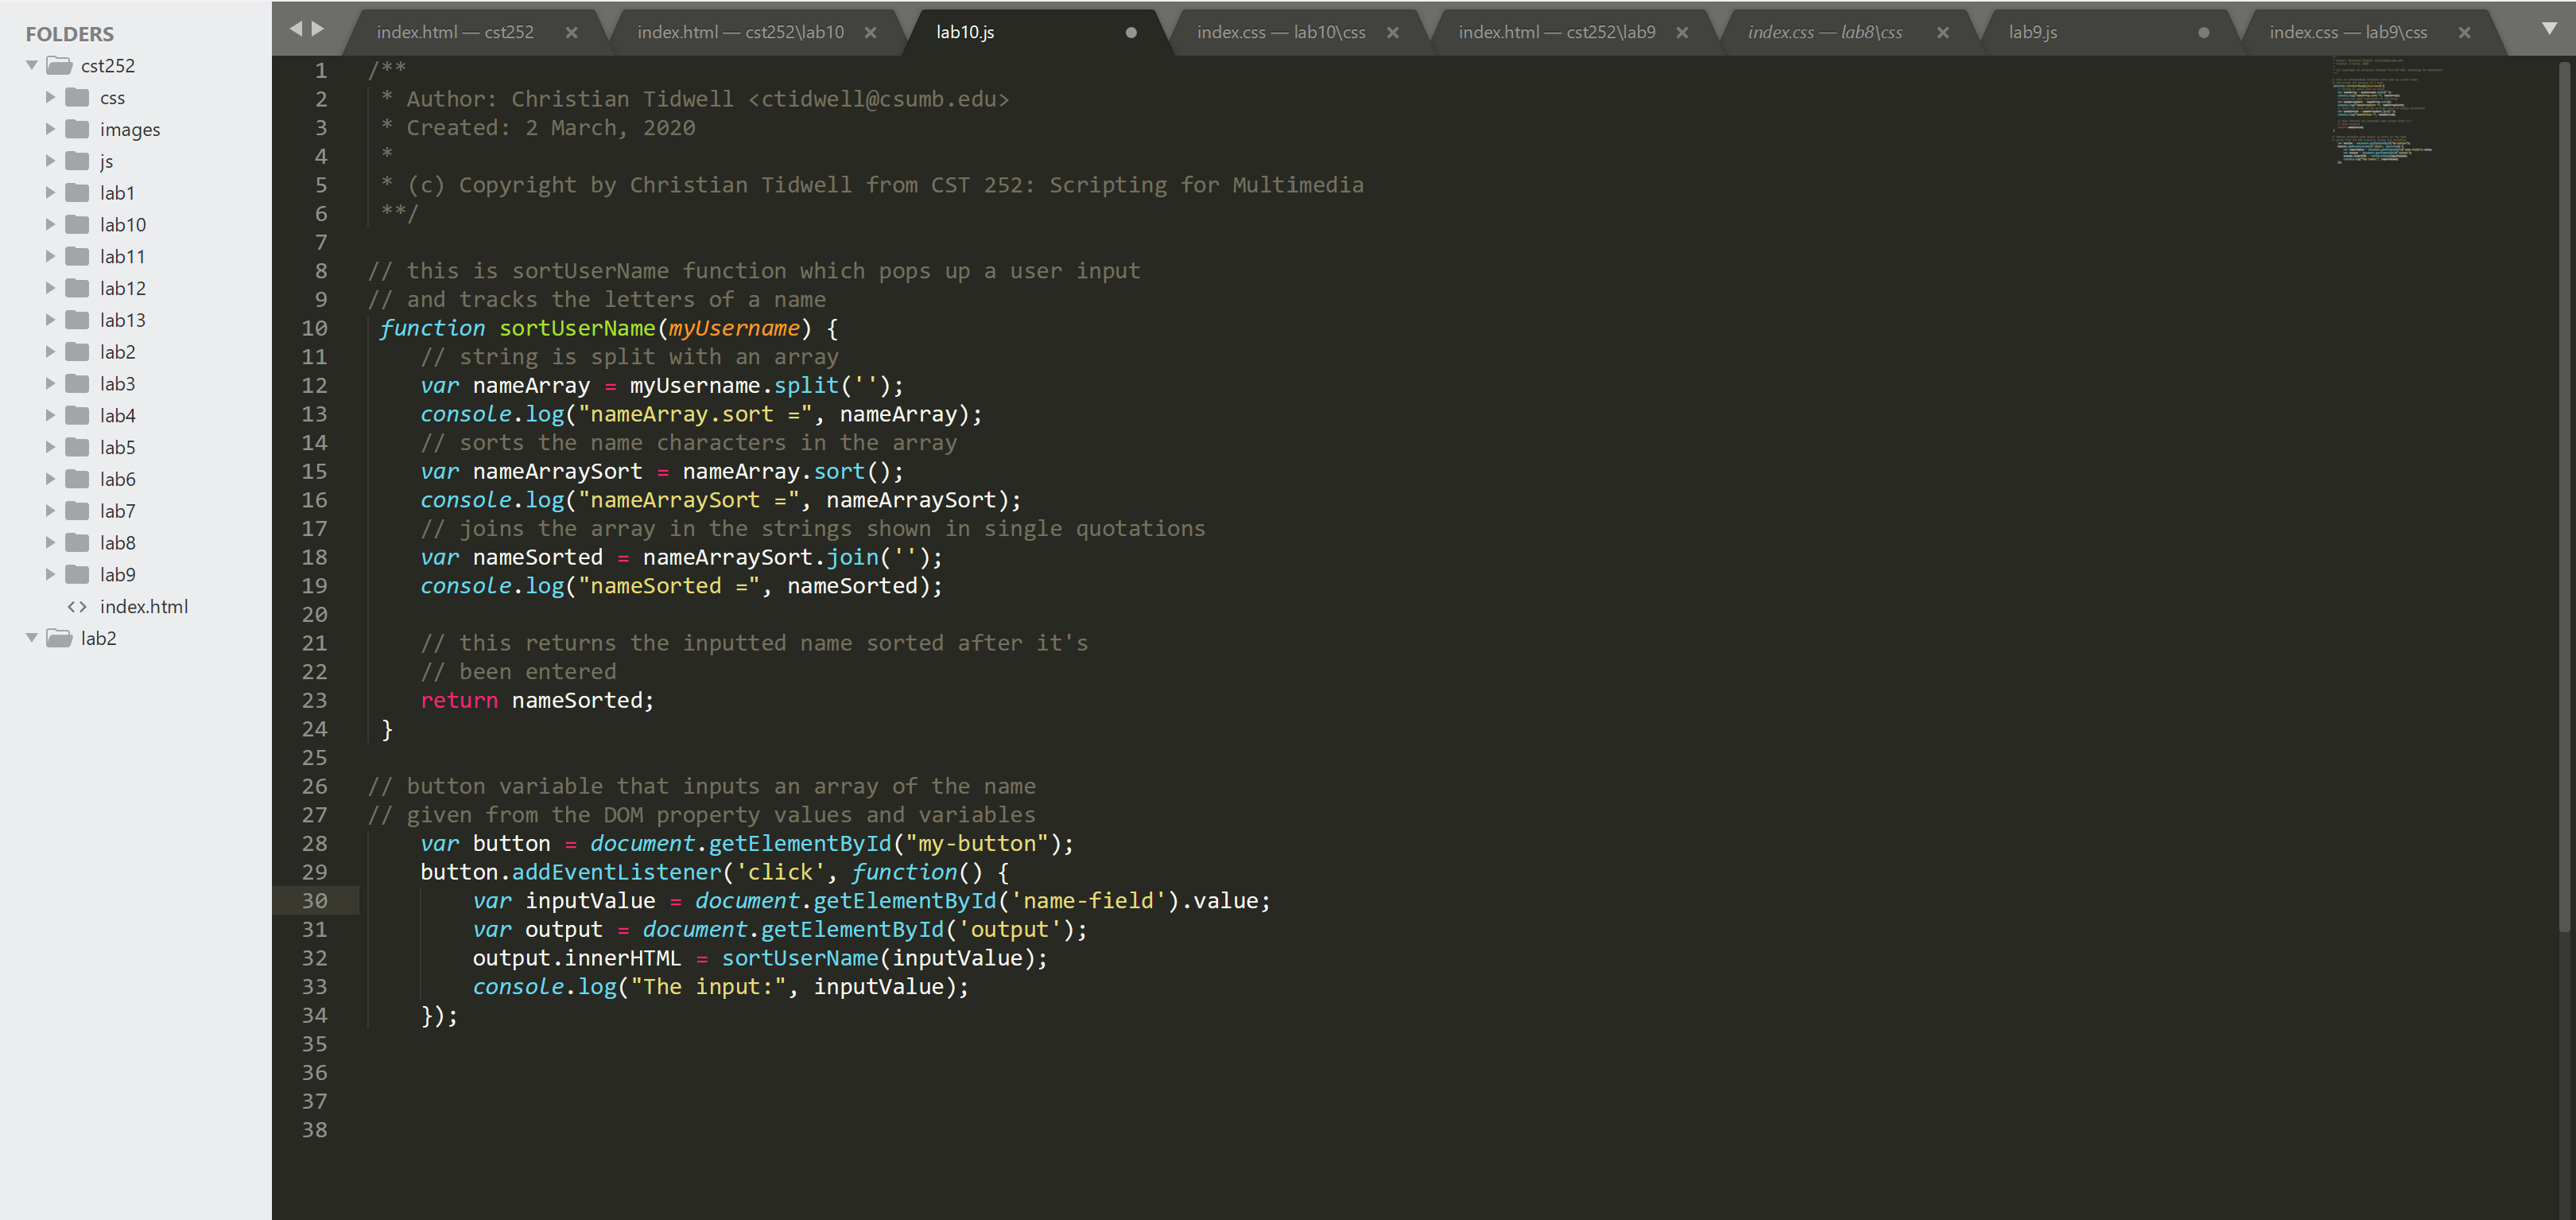 FOLDERS
cst252
css
images
js
lab1
lab10
lab11
lab12
lab13
lab2
lab3
lab4
lab5
lab6
lab7
lab8
lab9
<> index.html
lab2
index.html — cst252 × index.html — cst252\lab10 × lab10.js index.css — lab10\css × index.html — cst252\lab9 × index.css — lab8\css × lab9.js index.css — lab9\css ×
1 /**
2 * Author: Christian Tidwell <ctidwell@csumb.edu>
3 * Created: 2 March, 2020
4 *
5 * (c) Copyright by Christian Tidwell from CST 252: Scripting for Multimedia
6 **/
7
8 // this is sortUserName function which pops up a user input
9 // and tracks the letters of a name
10 function sortUserName(myUsername) {
11 // string is split with an array
12 var nameArray = myUsername.split('');
13 console.log("nameArray.sort =", nameArray);
14 // sorts the name characters in the array
15 var nameArraySort = nameArray.sort();
16 console.log("nameArraySort =", nameArraySort);
17 // joins the array in the strings shown in single quotations
18 var nameSorted = nameArraySort.join('');
19 console.log("nameSorted =", nameSorted);
20
21 // this returns the inputted name sorted after it's
22 // been entered
23 return nameSorted;
24 }
25
26 // button variable that inputs an array of the name
27 // given from the DOM property values and variables
28 var button = document.getElementById("my-button");
29 button.addEventListener('click', function() {
30 var inputValue = document.getElementById('name-field').value;
31 var output = document.getElementById('output');
32 output.innerHTML = sortUserName(inputValue);
33 console.log("The input:", inputValue);
34 });
35
36
37
38